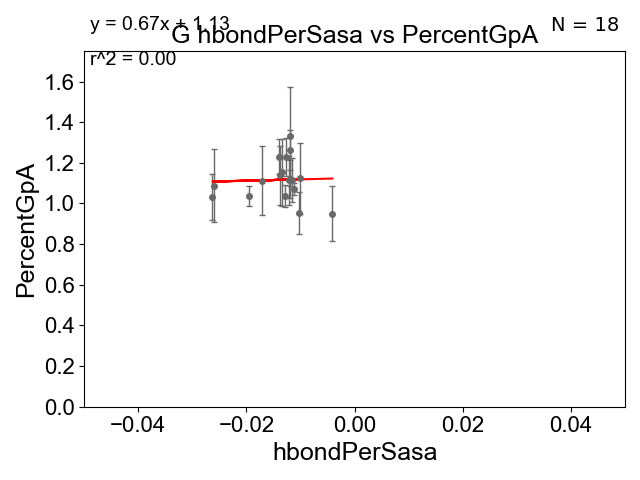 y = 0.67x + 1.13
N = 18
G hbondPerSasa vs PercentGpA
r^2 = 0.00
1.6
1.4
1.2
1.0
0.8
0.6
0.4
0.2
0.0
PercentGpA
−0.04 −0.02 0.00 0.02 0.04
hbondPerSasa